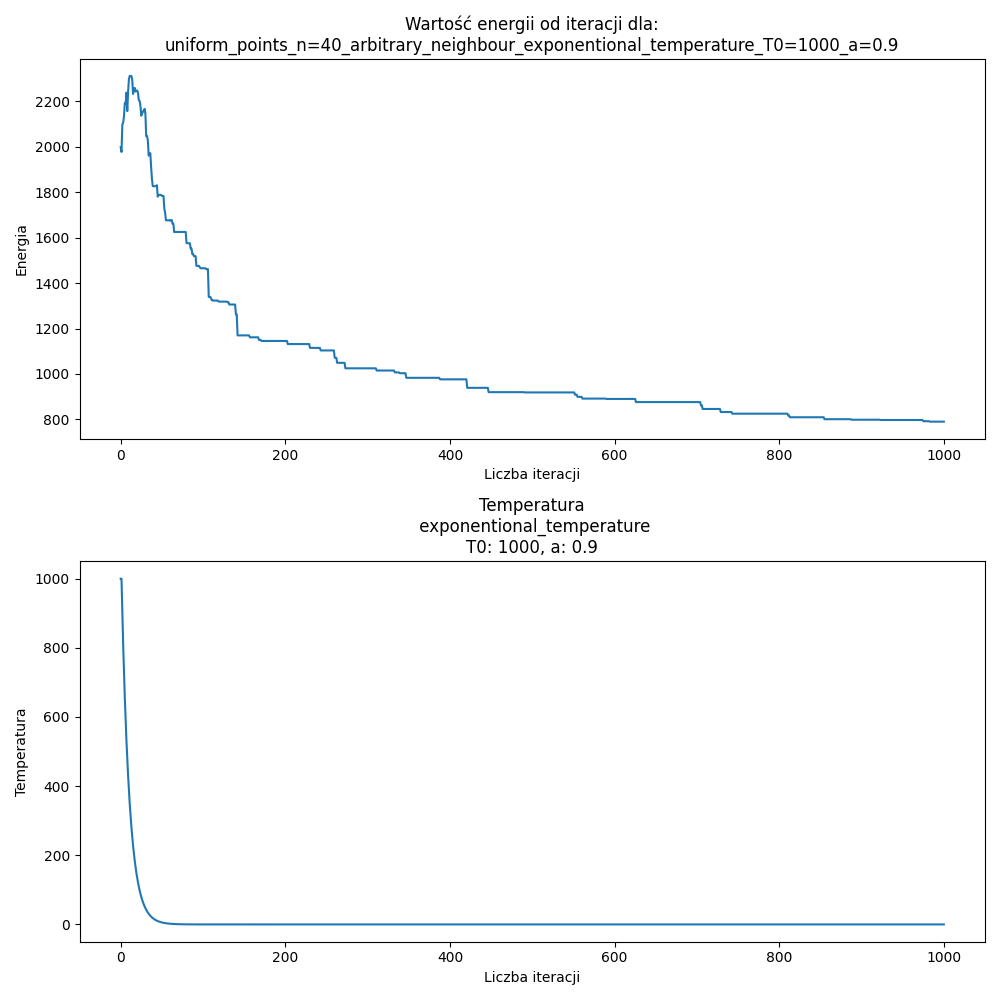 Wartość energii od iteracji dla:
uniform_points_n=40_arbitrary_neighbour_exponentional_temperature_T0=1000_a=0.9
Energia
2200
2000
1800
1600
1400
1200
1000
800
0 200 400 600 800 1000
Liczba iteracji
Temperatura
exponentional_temperature
T0: 1000, a: 0.9
Temperatura
1000
800
600
400
200
0
0 200 400 600 800 1000
Liczba iteracji